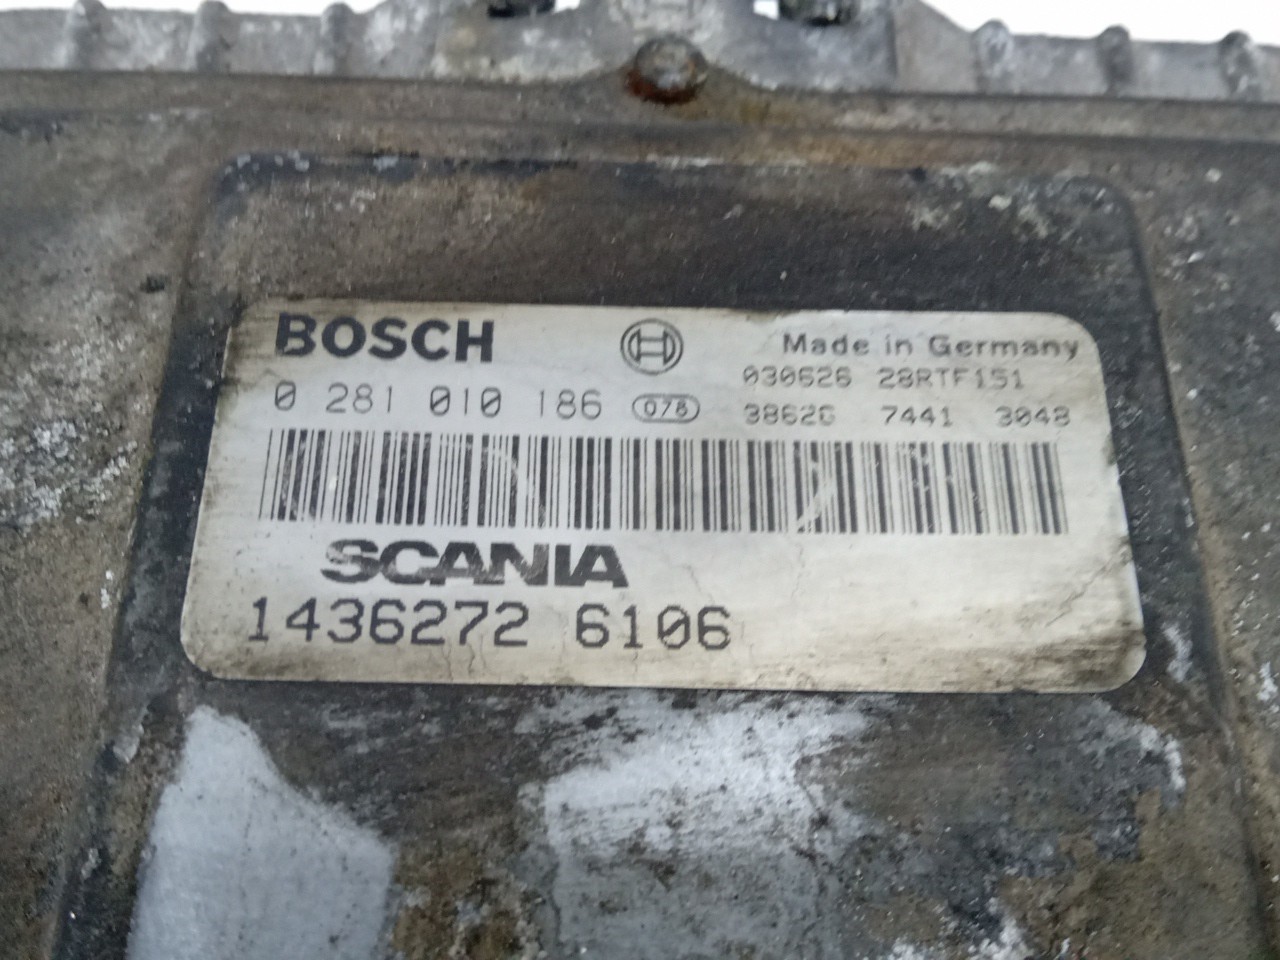 BOSCH
Made in Germany
030626 28RTF151
0 281 010 186 078 38626 7441 3048
SCANIA
1436272 6106